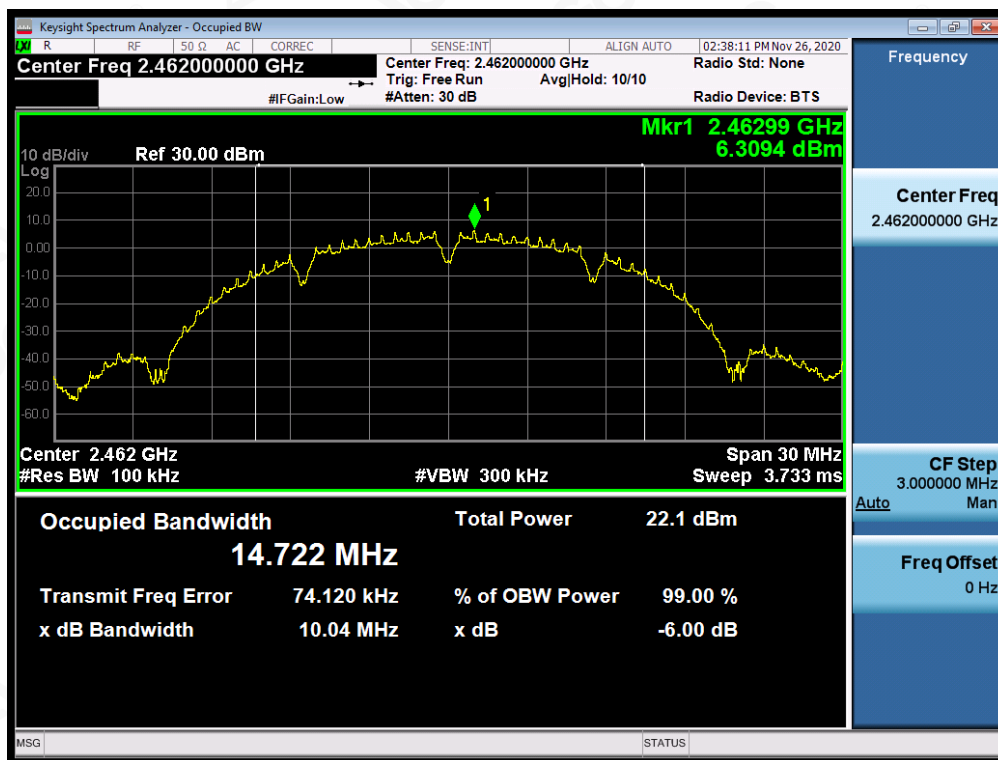 Keysight Spectrum Analyzer - Occupied BW
LXI R RF 50 Ω AC CORREC SENSE:INT ALIGN AUTO 02:38:11 PM Nov 26, 2020
Center Freq 2.462000000 GHz
Center Freq: 2.462000000 GHz
Radio Std: None
Trig: Free Run Avg|Hold: 10/10
#IFGain:Low
#Atten: 30 dB
Radio Device: BTS
Mkr1 2.46299 GHz
6.3094 dBm
10 dB/div Ref 30.00 dBm
Log
20.0
10.0
0.00
-10.0
-20.0
-30.0
-40.0
-50.0
-60.0
1
Center 2.462 GHz
Span 30 MHz
#Res BW 100 kHz
#VBW 300 kHz
Sweep 3.733 ms
Occupied Bandwidth
14.722 MHz
Total Power 22.1 dBm
Transmit Freq Error 74.120 kHz
% of OBW Power 99.00 %
x dB Bandwidth 10.04 MHz
x dB -6.00 dB
Frequency
Center Freq
2.462000000 GHz
CF Step
3.000000 MHz
Auto Man
Freq Offset
0 Hz
MSG
STATUS